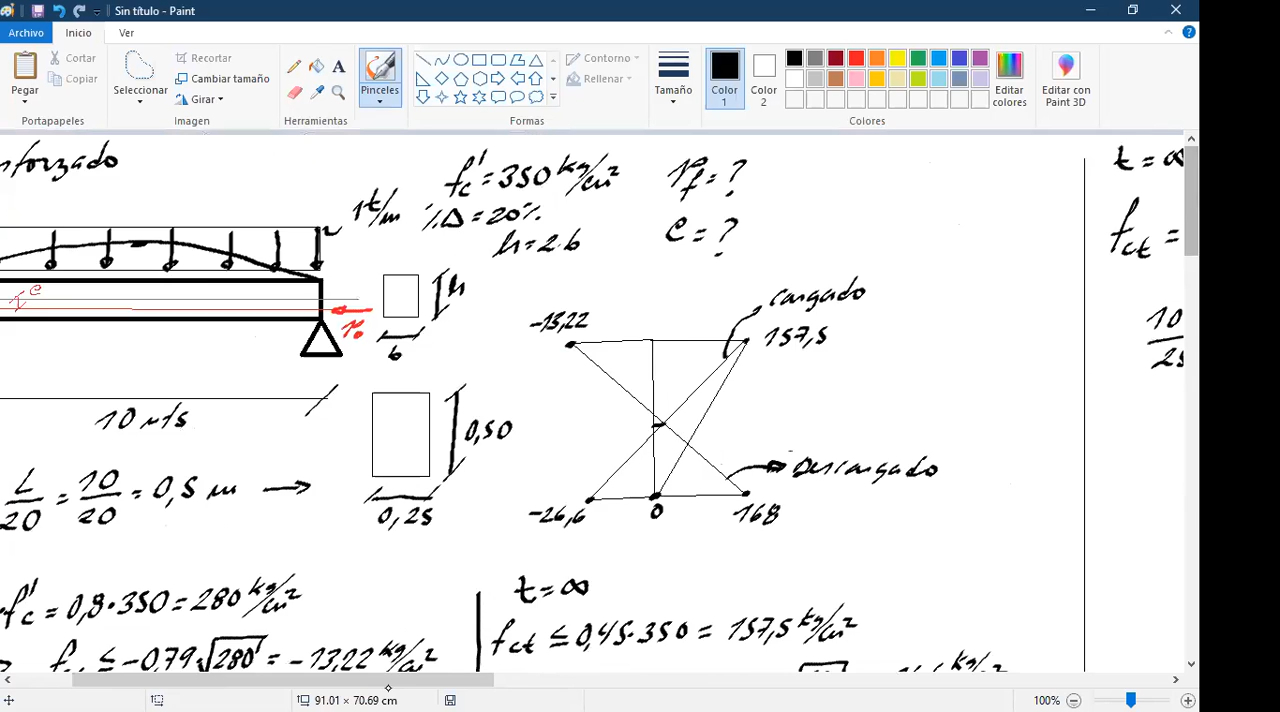 Sin título - Paint
Archivo Inicio Ver
Pegar
Cortar
Copiar
Portapapeles
Seleccionar
Recortar
Cambiar tamaño
Girar
Imagen
A
Herramientas
Pinceles
Contorno
Rellenar
Formas
Tamaño
Color 1
Color 2
Editar colores
Editar con Paint 3D
Colores
nforzado
f'c = 350 kg/cm²
Pf = ?
1t/m
%Δ = 20%
e = ?
h = 2·b
e
Po
h
b
10 mts
0,50
0,25
L/20 = 10/20 = 0,5 m →
cargado
-13,22
157,5
Descargado
-26,6
0
168
t = ∞
fct =
10
25
f'c = 0,8·350 = 280 kg/cm²
≤ -0,79 √280' = -13,22 kg/cm²
t = ∞
fct ≤ 0,45·350 = 157,5 kg/cm²
91.01 × 70.69 cm
100%